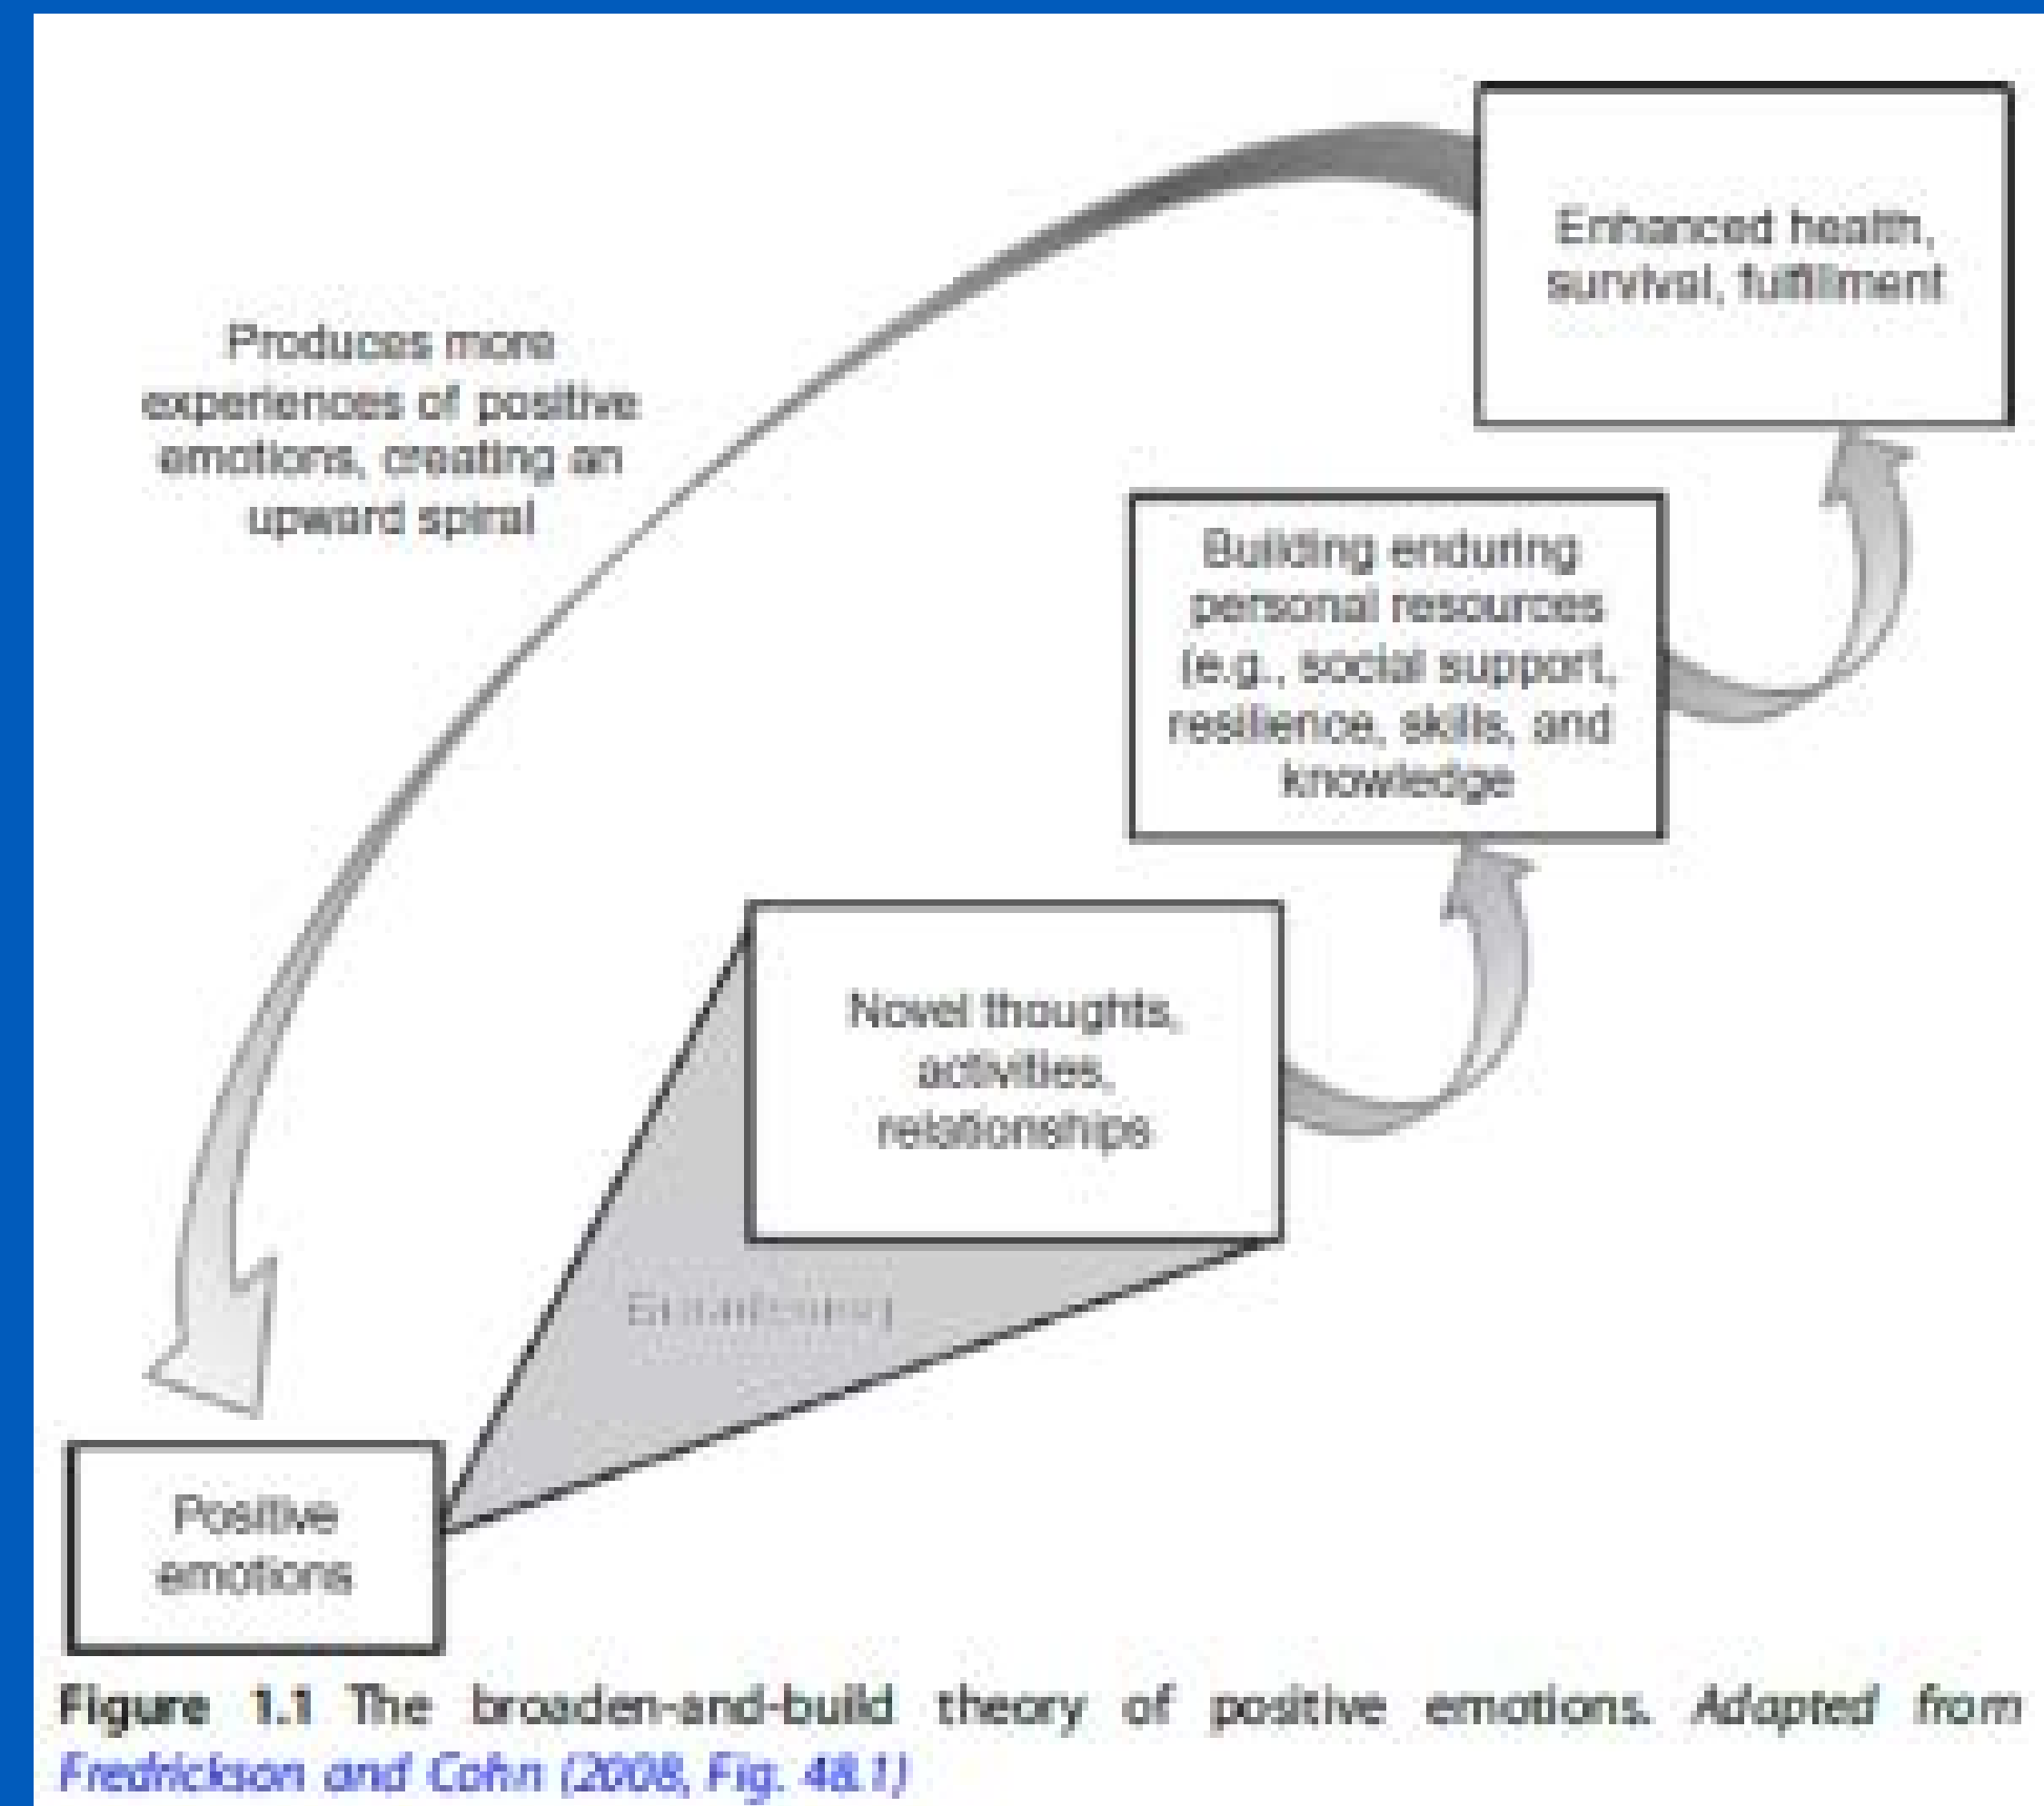 Enhanced health,
survival, fulfillment
Produces more
experiences of positive
emotions, creating an
upward spiral
Building enduring
personal resources
(e.g., social support,
resilience, skills, and
knowledge
Novel thoughts,
activities,
relationships
Positive
emotions
Figure 1.1 The broaden-and-build theory of positive emotions. Adapted from
Fredrickson and Cohn (2008, Fig. 48.1)